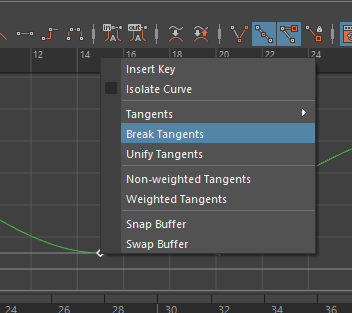 12 14 16 18 20 22 24
Insert Key
Isolate Curve
Tangents
Break Tangents
Unify Tangents
Non-weighted Tangents
Weighted Tangents
Snap Buffer
Swap Buffer
24 26 28 30 32 34 36